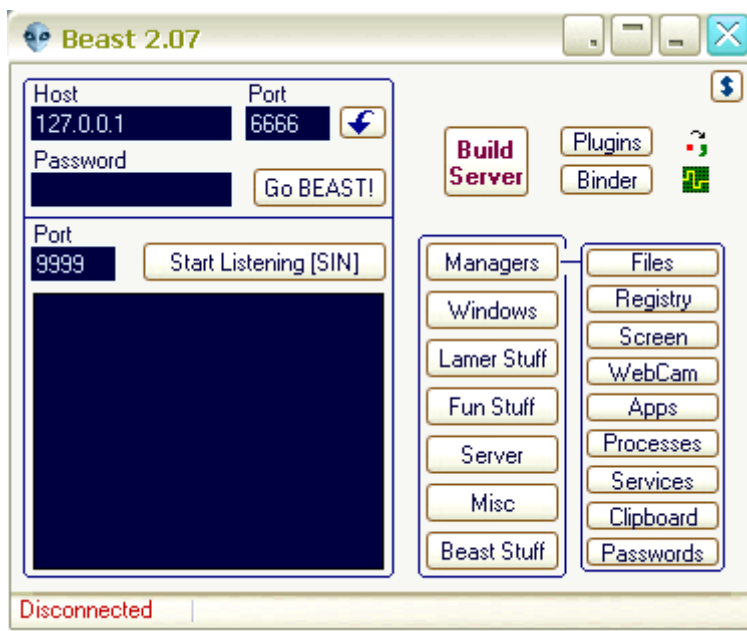 Beast 2.07
Host Port
127.0.0.1 6666
Password
Go BEAST!
Port
9999 Start Listening [SIN]
Build
Server
Plugins
Binder
Managers
Windows
Lamer Stuff
Fun Stuff
Server
Misc
Beast Stuff
Files
Registry
Screen
WebCam
Apps
Processes
Services
Clipboard
Passwords
Disconnected